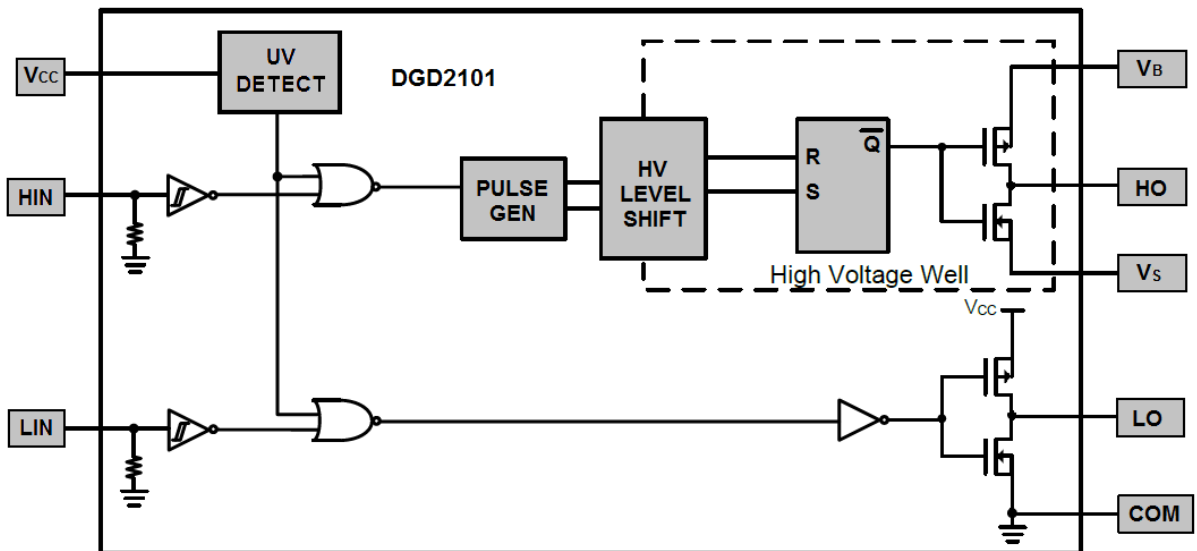 VCC
UV
DETECT
DGD2101
VB
HIN
PULSE
GEN
HV
LEVEL
SHIFT
R
S
Q
HO
High Voltage Well
VS
VCC
LIN
LO
COM